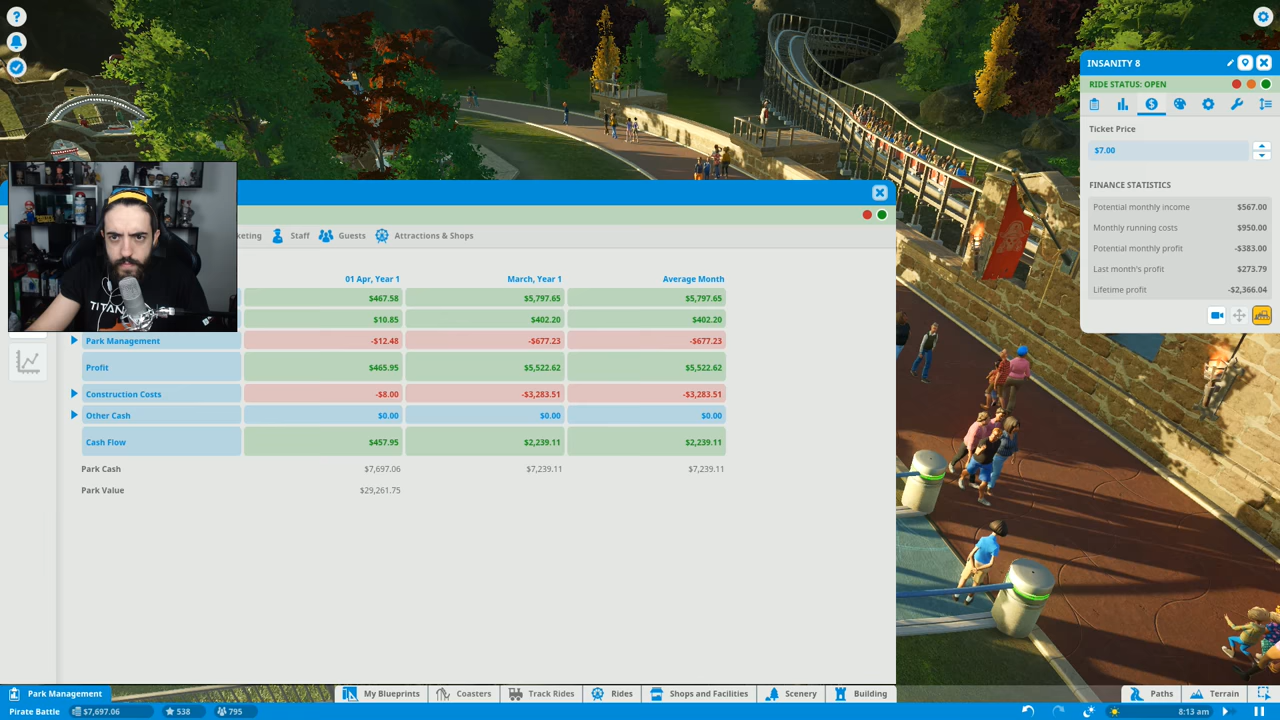 ?
INSANITY 8
RIDE STATUS: OPEN
Ticket Price
$7.00
FINANCE STATISTICS
Potential monthly income $567.00
Monthly running costs $950.00
Potential monthly profit -$383.00
Last month's profit $273.79
Lifetime profit -$2,366.04
keting Staff Guests Attractions & Shops
01 Apr, Year 1 March, Year 1 Average Month
$467.58 $5,797.65 $5,797.65
$10.85 $402.20 $402.20
Park Management -$12.48 -$677.23 -$677.23
Profit $465.95 $5,522.62 $5,522.62
Construction Costs -$8.00 -$3,283.51 -$3,283.51
Other Cash $0.00 $0.00 $0.00
Cash Flow $457.95 $2,239.11 $2,239.11
Park Cash $7,697.06 $7,239.11 $7,239.11
Park Value $29,261.75
TITAN
Park Management My Blueprints Coasters Track Rides Rides Shops and Facilities Scenery Building Paths Terrain
Pirate Battle $7,697.06 538 795 8:13 am